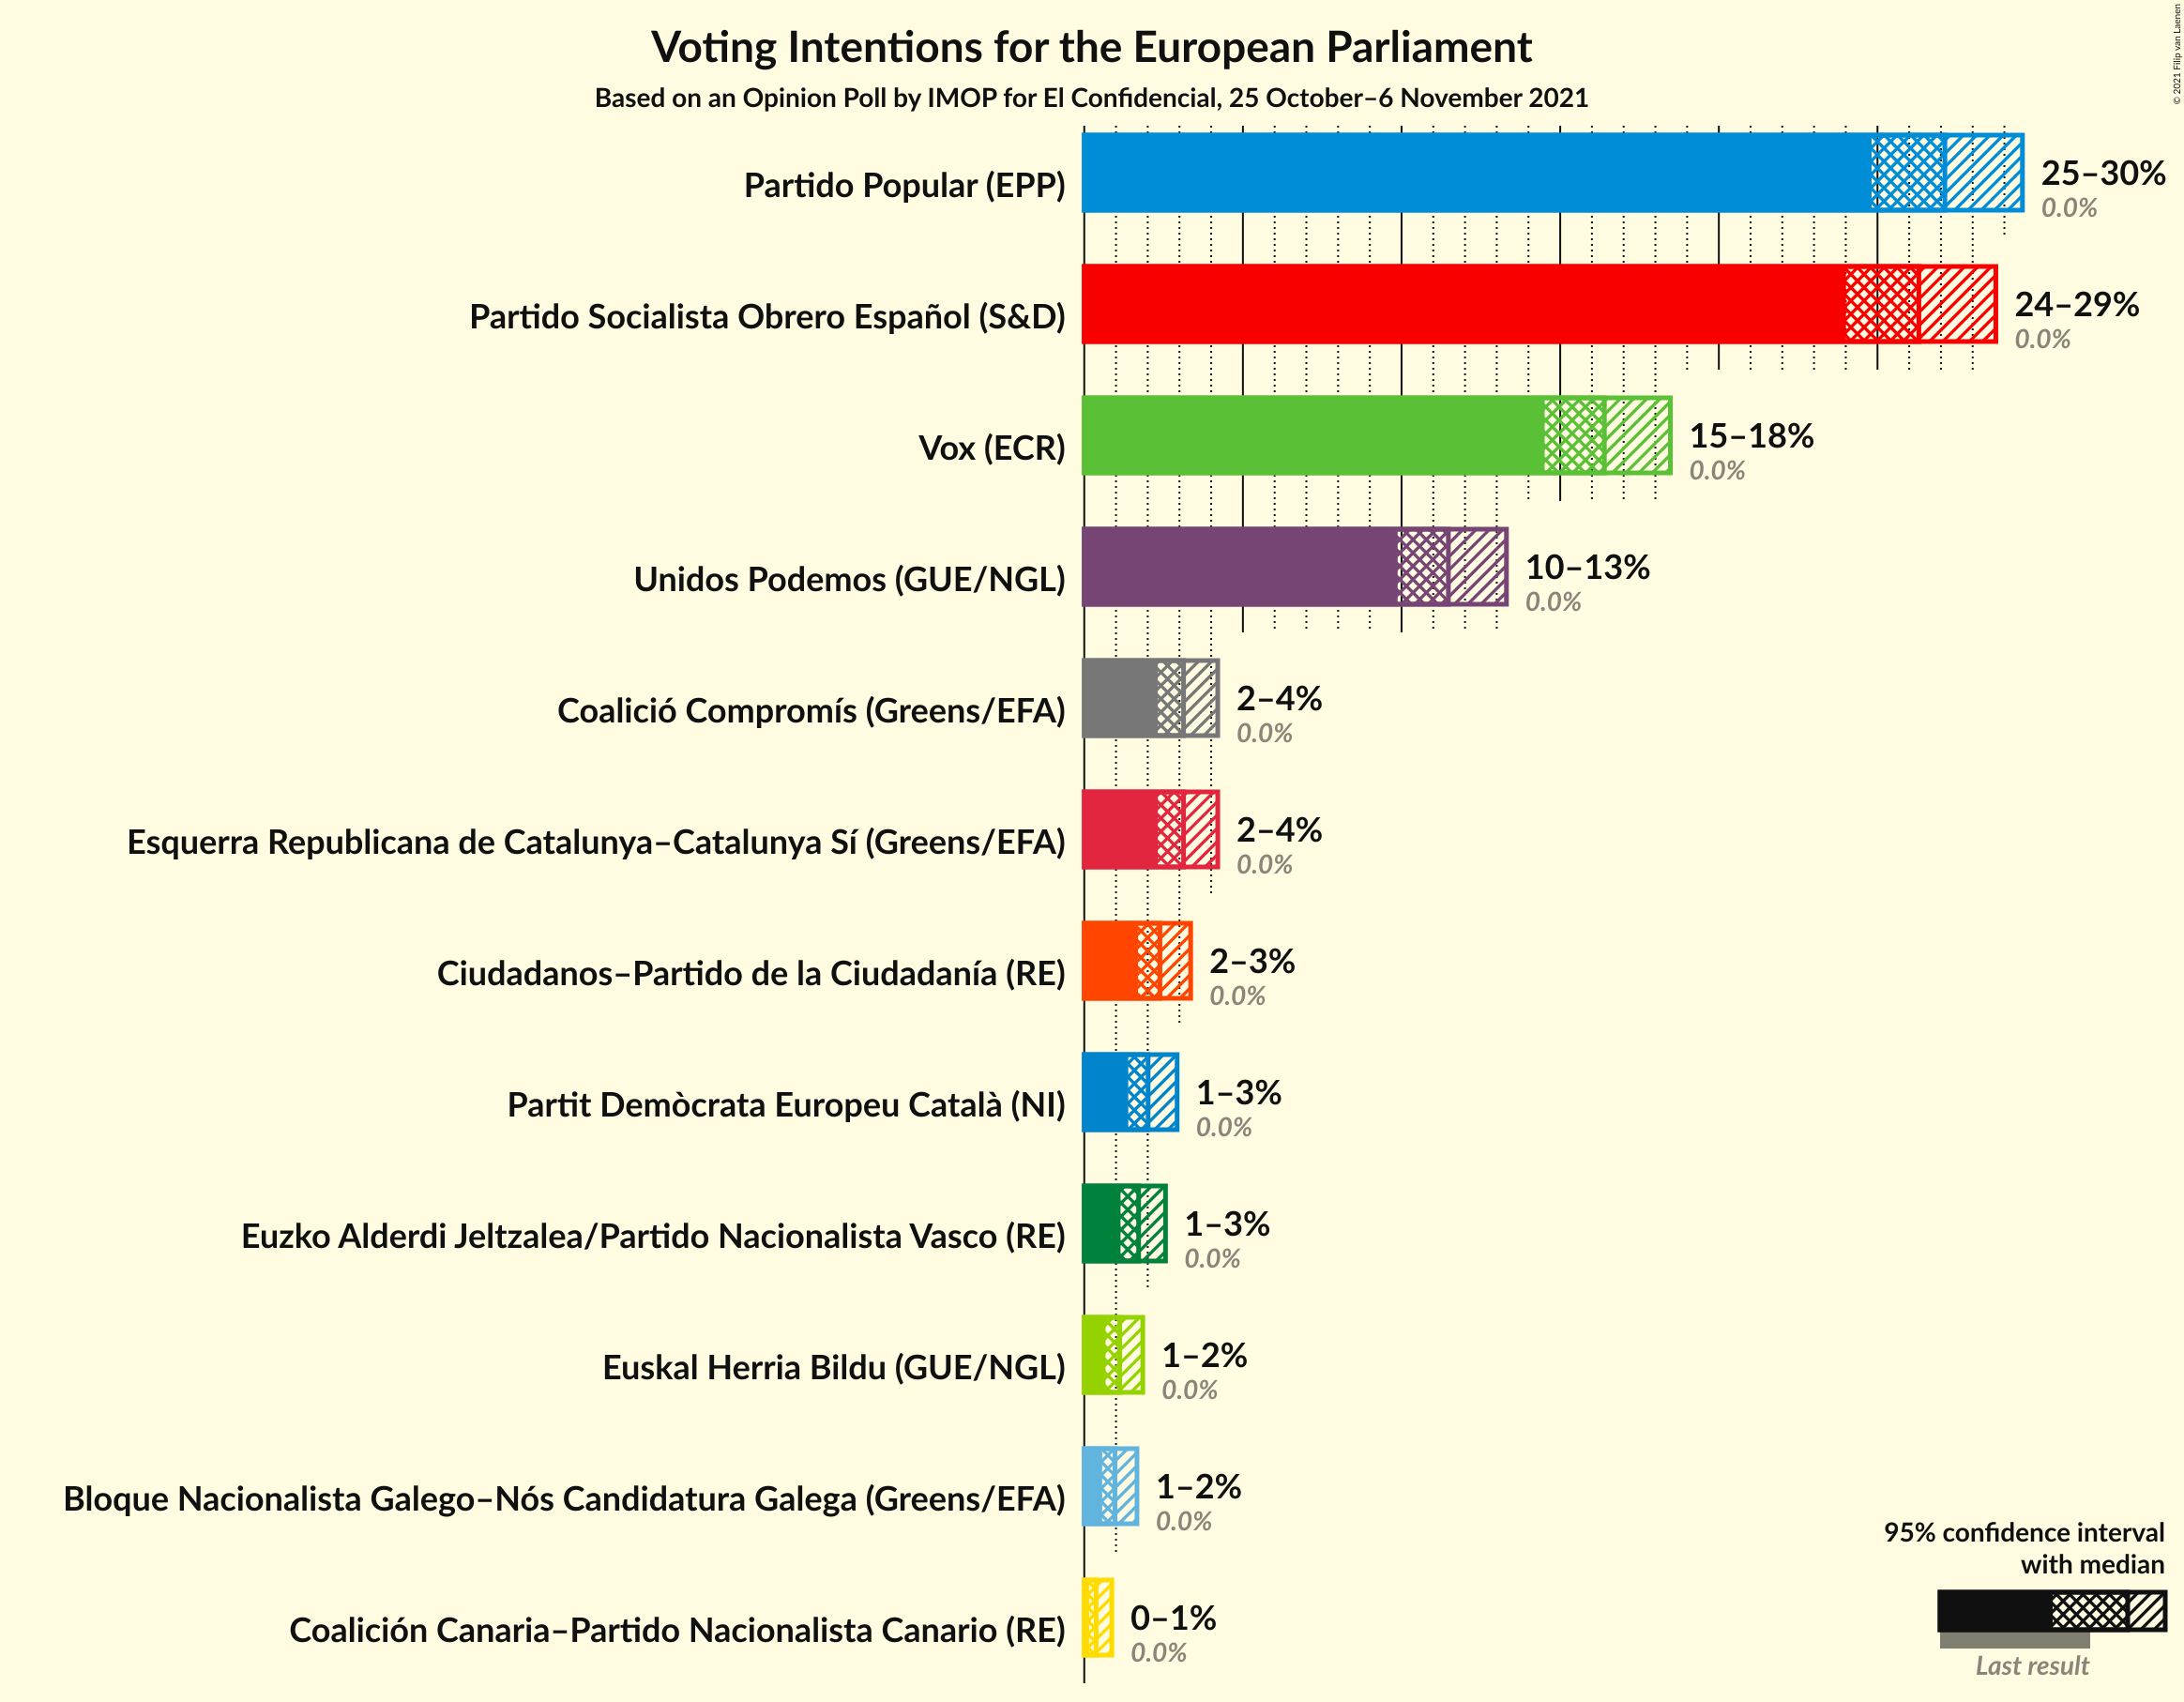 Voting Intentions for the European Parliament
Based on an Opinion Poll by IMOP for El Confidencial, 25 October–6 November 2021
© 2021 Filip van Laenen
Partido Popular (EPP)
25–30%
0.0%
Partido Socialista Obrero Español (S&D)
24–29%
0.0%
Vox (ECR)
15–18%
0.0%
Unidos Podemos (GUE/NGL)
10–13%
0.0%
Coalició Compromís (Greens/EFA)
2–4%
0.0%
Esquerra Republicana de Catalunya–Catalunya Sí (Greens/EFA)
2–4%
0.0%
Ciudadanos–Partido de la Ciudadanía (RE)
2–3%
0.0%
Partit Demòcrata Europeu Català (NI)
1–3%
0.0%
Euzko Alderdi Jeltzalea/Partido Nacionalista Vasco (RE)
1–3%
0.0%
Euskal Herria Bildu (GUE/NGL)
1–2%
0.0%
Bloque Nacionalista Galego–Nós Candidatura Galega (Greens/EFA)
1–2%
0.0%
Coalición Canaria–Partido Nacionalista Canario (RE)
0–1%
0.0%
95% confidence interval
with median
Last result